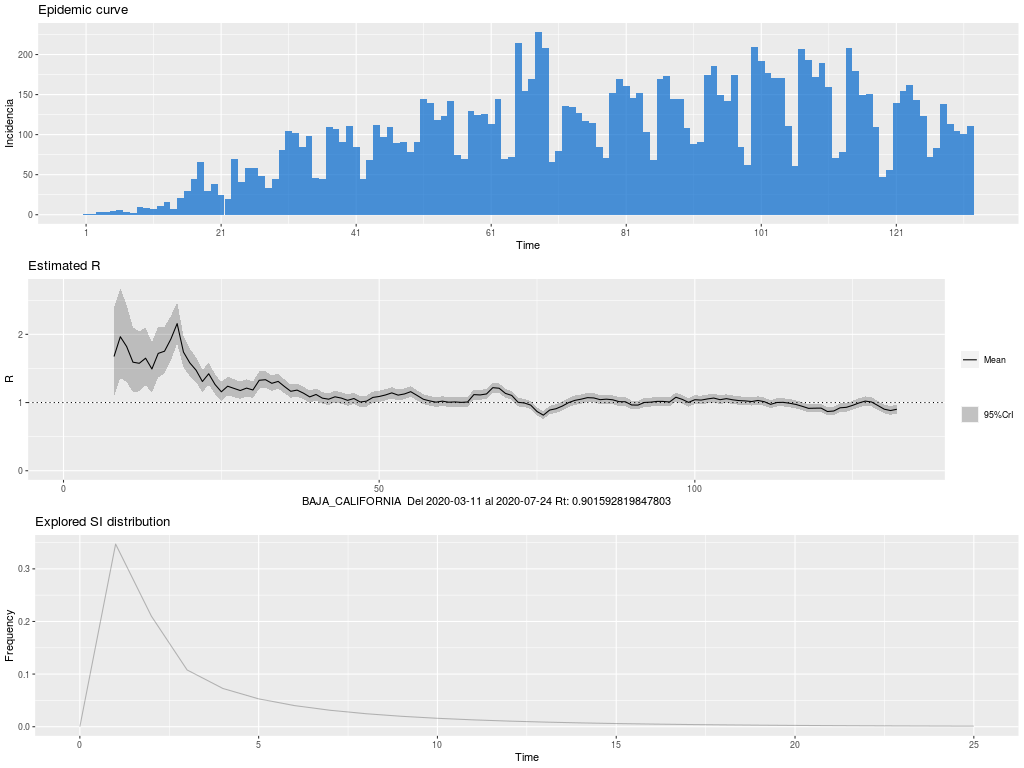 Epidemic curve
Incidencia
200
150
100
50
0
1 21 41 61 81 101 121
Time
Estimated R
R
2
1
0
0 50 100
Mean
95%CrI
BAJA_CALIFORNIA Del 2020-03-11 al 2020-07-24 Rt: 0.901592819847803
Explored SI distribution
Frequency
0.3
0.2
0.1
0.0
0 5 10 15 20 25
Time